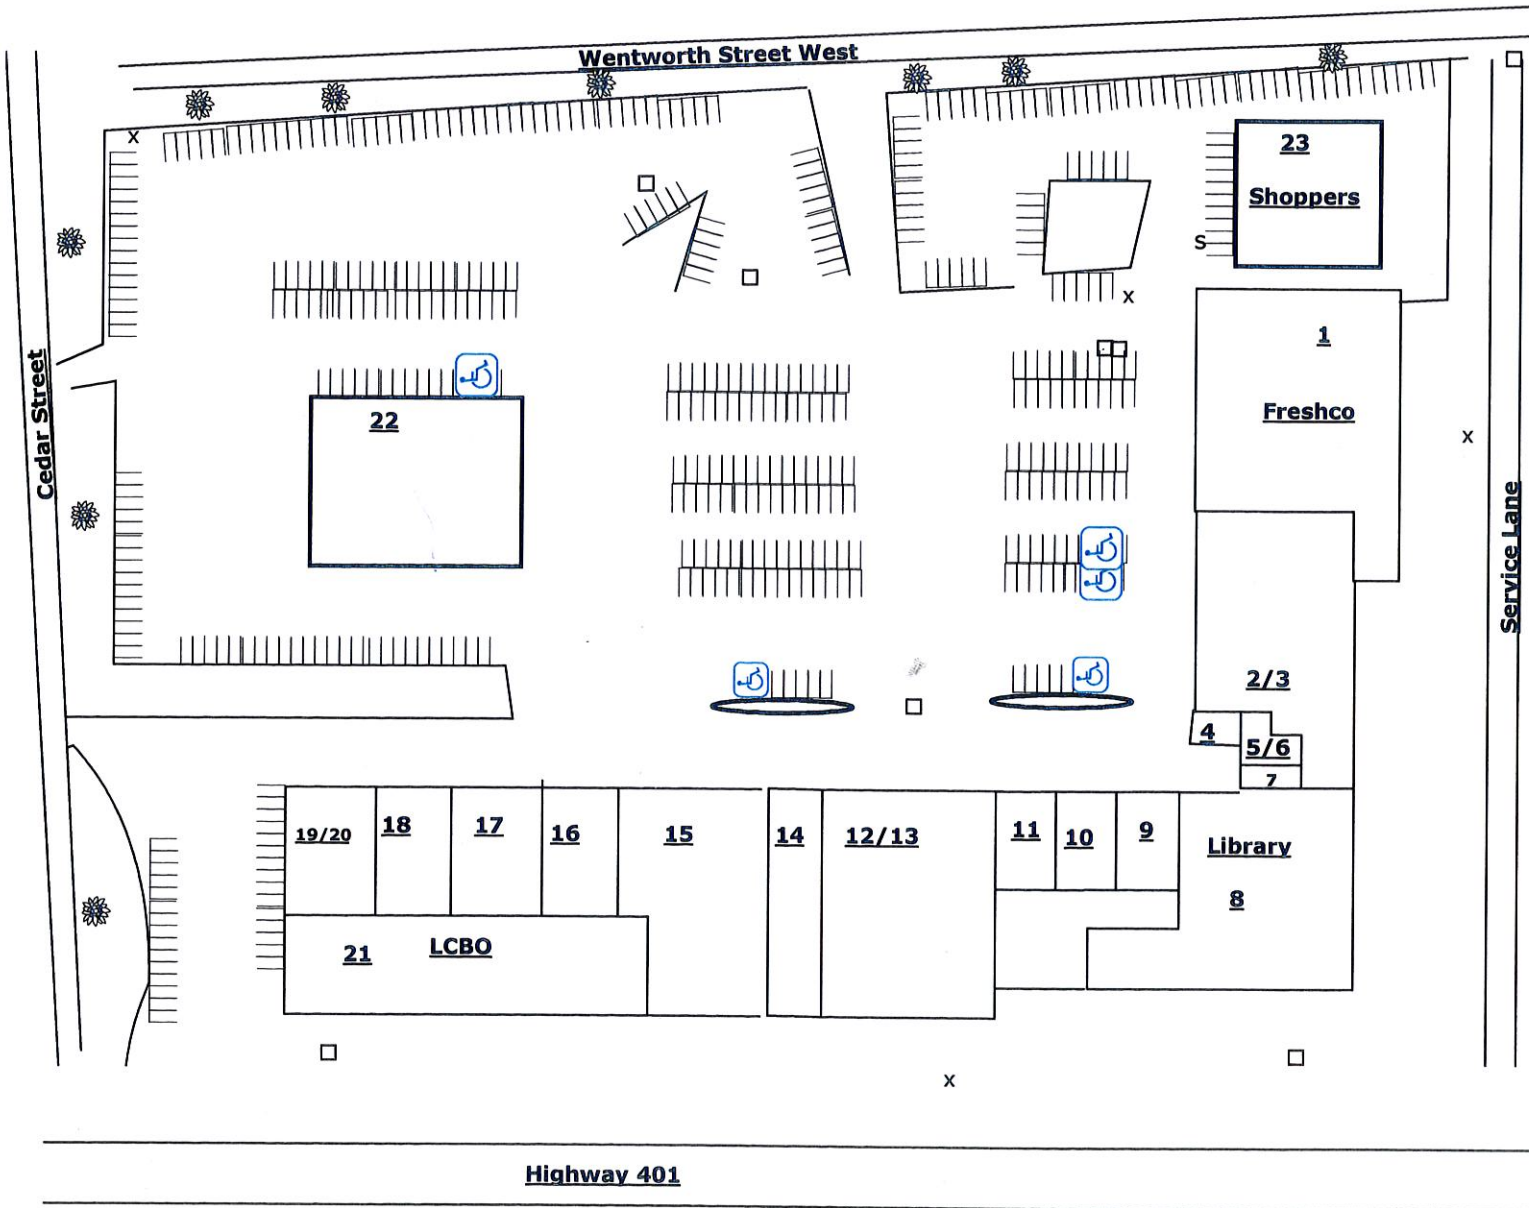 Wentworth Street West
x
23
Shoppers
S
x
1
Freshco
22
Cedar Street
x
Service Lane
2/3
4
5/6
7
19/20
18
17
16
15
14
12/13
11
10
9
Library
8
21
LCBO
x
Highway 401